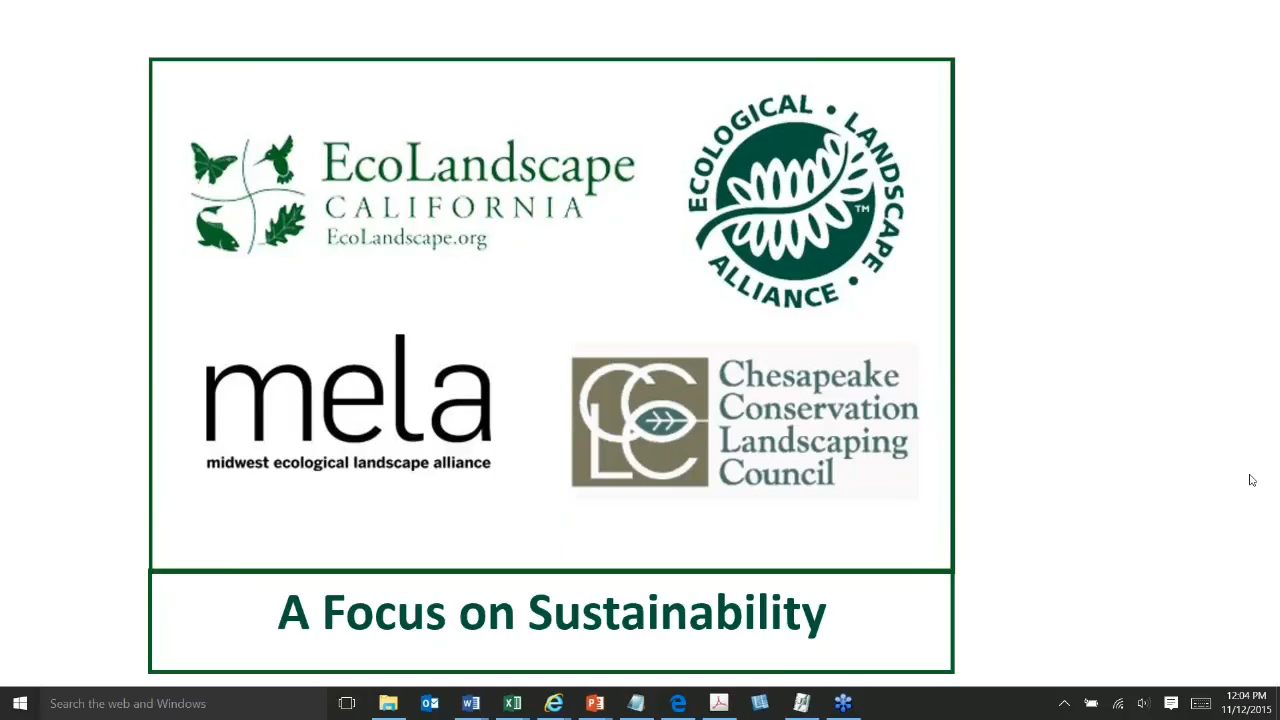 EcoLandscape
CALIFORNIA
EcoLandscape.org
ECOLOGICAL • LANDSCAPE • ALLIANCE
TM
mela
midwest ecological landscape alliance
CCLC
Chesapeake
Conservation
Landscaping
Council
A Focus on Sustainability
Search the web and Windows
12:04 PM
11/12/2015